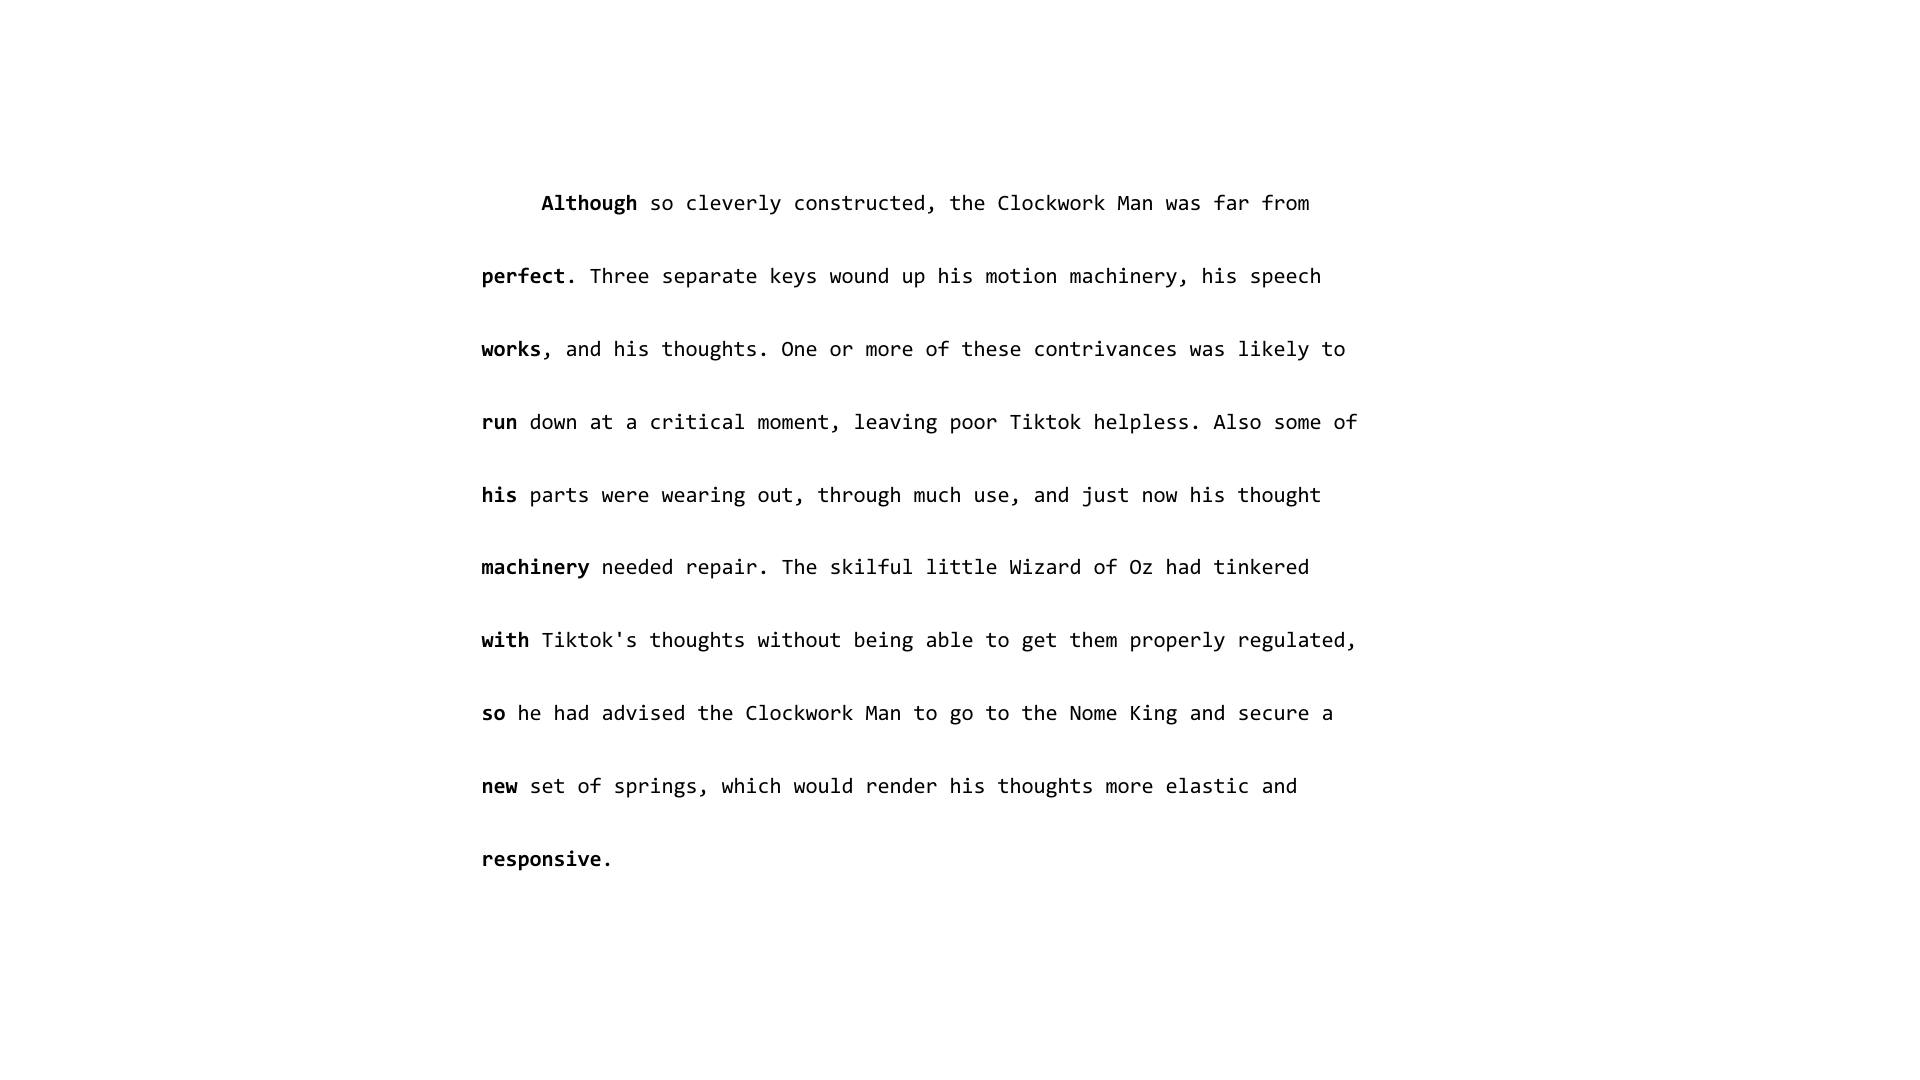 Although so cleverly constructed, the Clockwork Man was far from
perfect. Three separate keys wound up his motion machinery, his speech
works, and his thoughts. One or more of these contrivances was likely to
run down at a critical moment, leaving poor Tiktok helpless. Also some of
his parts were wearing out, through much use, and just now his thought
machinery needed repair. The skilful little Wizard of Oz had tinkered
with Tiktok's thoughts without being able to get them properly regulated,
so he had advised the Clockwork Man to go to the Nome King and secure a
new set of springs, which would render his thoughts more elastic and
responsive.